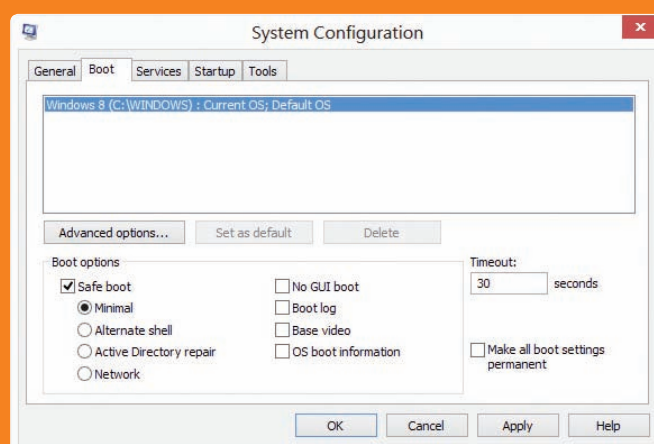 System Configuration
General Boot Services Startup Tools
Windows 8 (C:\WINDOWS) : Current OS; Default OS
Advanced options... Set as default Delete
Boot options
Safe boot
Minimal
Alternate shell
Active Directory repair
Network
No GUI boot
Boot log
Base video
OS boot information
Timeout:
30 seconds
Make all boot settings
permanent
OK Cancel Apply Help